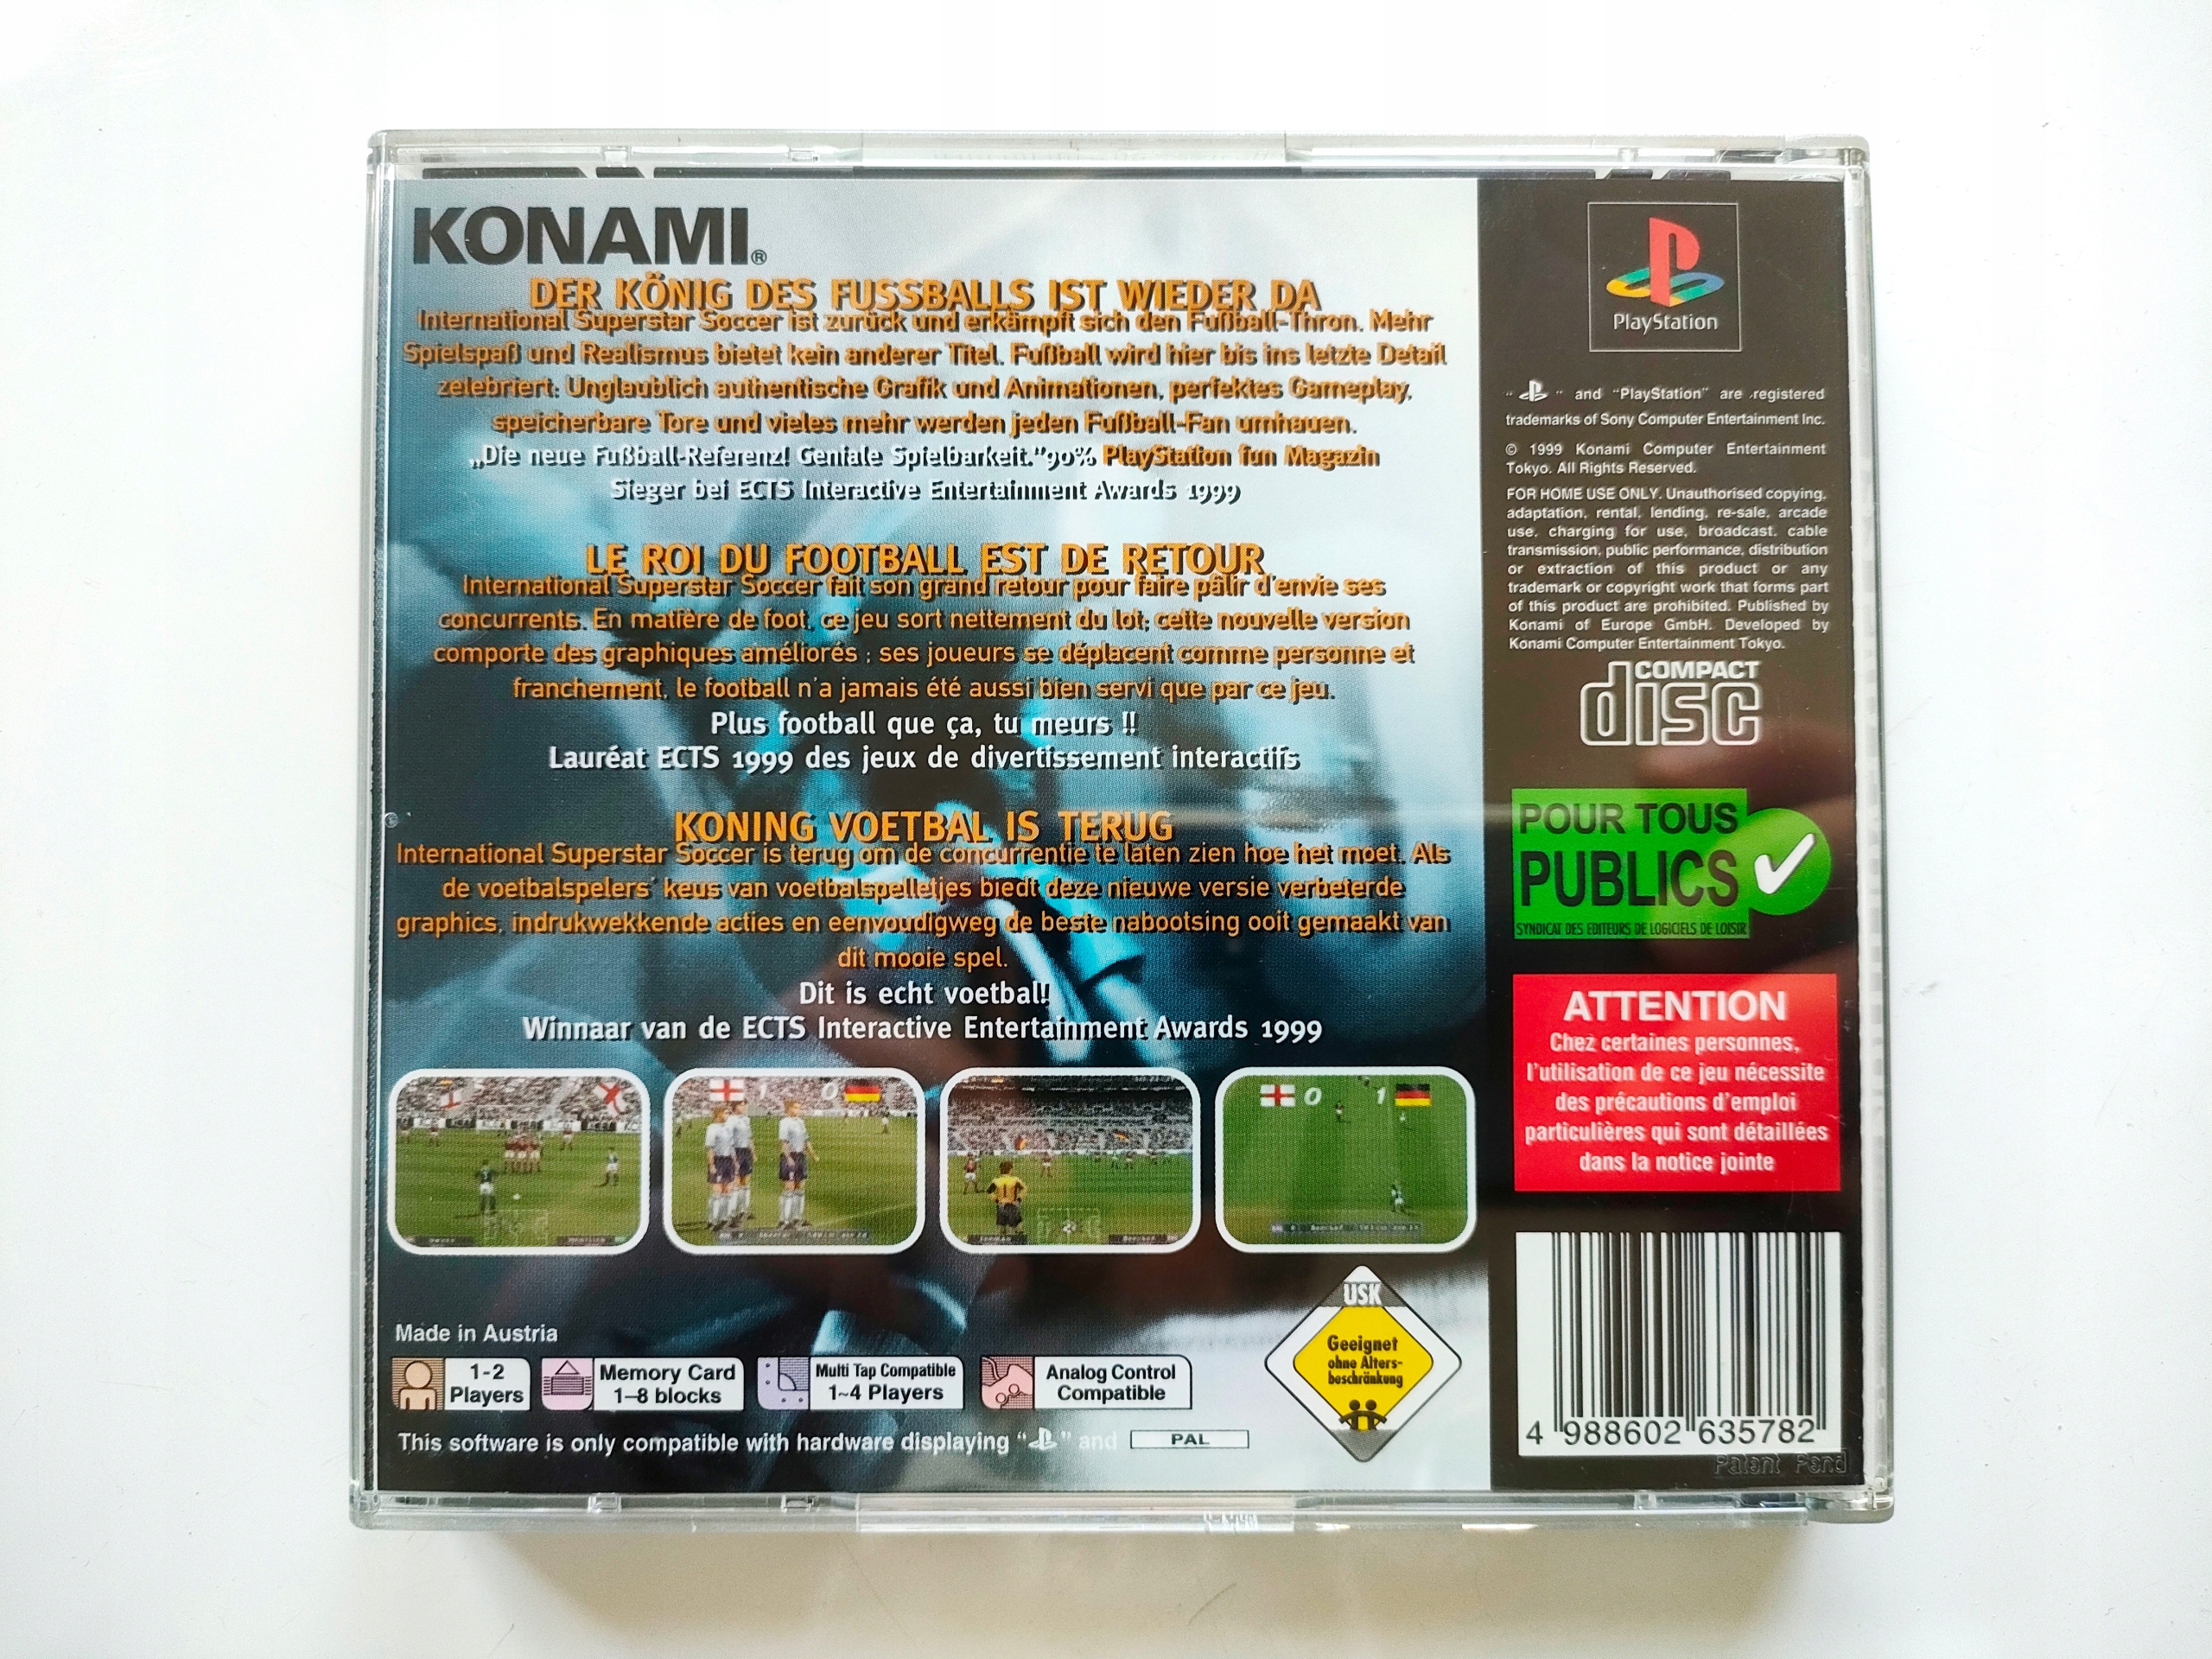 KONAMI®
DER KÖNIG DES FUSSBALLS IST WIEDER DA
International Superstar Soccer ist zurück und erkämpft sich den Fußball-Thron. Mehr
Spielspaß und Realismus bietet kein anderer Titel. Fußball wird hier bis ins letzte Detail
zelebriert: Unglaublich authentische Grafik und Animationen, perfektes Gameplay,
speicherbare Tore und vieles mehr werden jeden Fußball-Fan umhauen.
„Die neue Fußball-Referenz! Geniale Spielbarkeit."90% PlayStation fun Magazin
Sieger bei ECTS Interactive Entertainment Awards 1999
LE ROI DU FOOTBALL EST DE RETOUR
International Superstar Soccer fait son grand retour pour faire pâlir d'envie ses
concurrents. En matière de foot, ce jeu sort nettement du lot; cette nouvelle version
comporte des graphiques améliorés ; ses joueurs se déplacent comme personne et
franchement, le football n'a jamais été aussi bien servi que par ce jeu.
Plus football que ça, tu meurs !!
Lauréat ECTS 1999 des jeux de divertissement interactifs
KONING VOETBAL IS TERUG
International Superstar Soccer is terug om de concurrentie te laten zien hoe het moet. Als
de voetbalspelers' keus van voetbalspelletjes biedt deze nieuwe versie verbeterde
graphics, indrukwekkende acties en eenvoudigweg de beste nabootsing ooit gemaakt van
dit mooie spel.
Dit is echt voetbal!
Winnaar van de ECTS Interactive Entertainment Awards 1999
1 0
0 1
Made in Austria
1-2
Players
Memory Card
1–8 blocks
Multi Tap Compatible
1~4 Players
Analog Control
Compatible
This software is only compatible with hardware displaying " " and PAL
USK
Geeignet
ohne Alters-
beschränkung
PlayStation
" " and "PlayStation" are registered
trademarks of Sony Computer Entertainment Inc.
© 1999 Konami Computer Entertainment
Tokyo. All Rights Reserved.
FOR HOME USE ONLY. Unauthorised copying,
adaptation, rental, lending, re-sale, arcade
use, charging for use, broadcast, cable
transmission, public performance, distribution
or extraction of this product or any
trademark or copyright work that forms part
of this product are prohibited. Published by
Konami of Europe GmbH. Developed by
Konami Computer Entertainment Tokyo.
COMPACT
disc
POUR TOUS
PUBLICS
SYNDICAT DES EDITEURS DE LOGICIELS DE LOISIR
ATTENTION
Chez certaines personnes,
l'utilisation de ce jeu nécessite
des précautions d'emploi
particulières qui sont détaillées
dans la notice jointe
4 988602 635782
Patent Pend